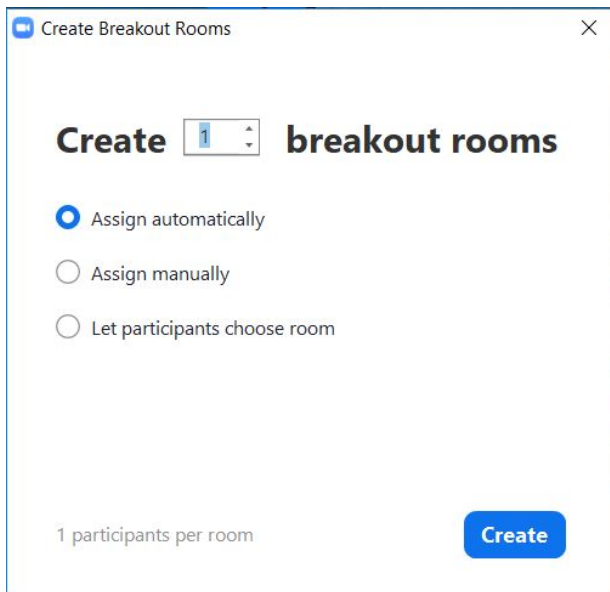 Create Breakout Rooms
Create 1 breakout rooms
Assign automatically
Assign manually
Let participants choose room
1 participants per room
Create